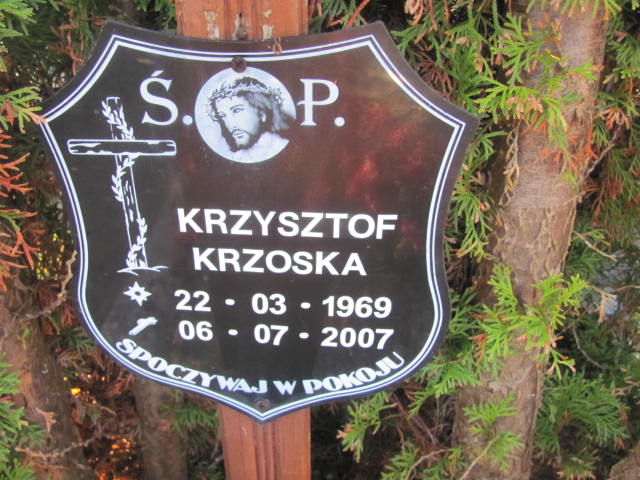 Ś. P.
KRZYSZTOF
KRZOSKA
22 - 03 - 1969
06 - 07 - 2007
SPOCZYWAJ W POKOJU